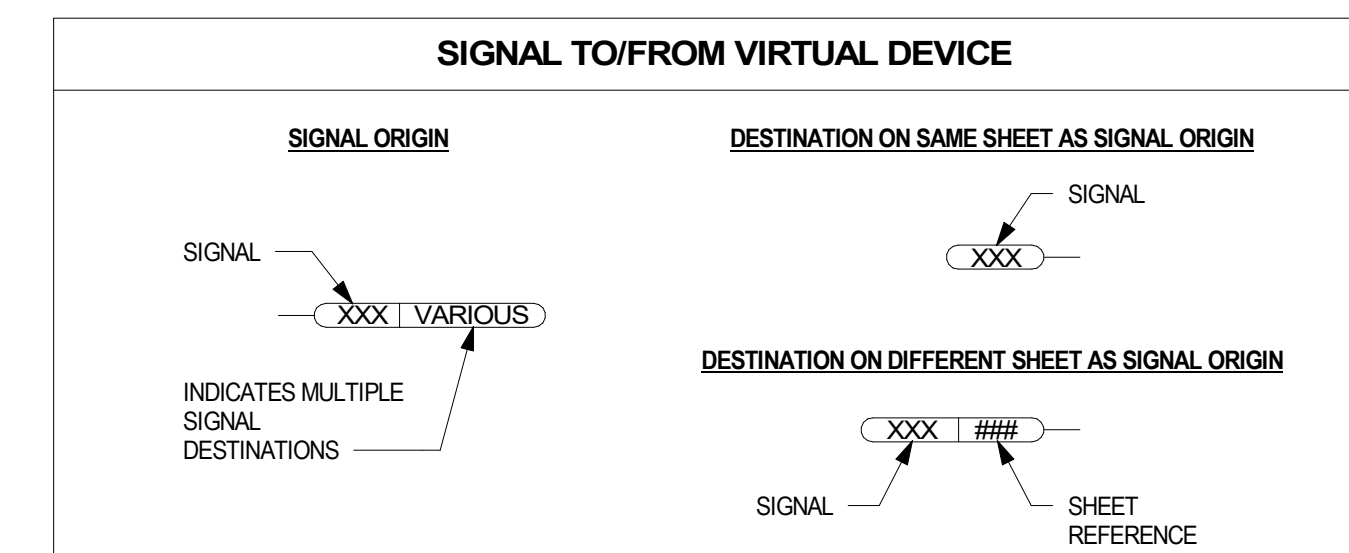 SIGNAL TO/FROM VIRTUAL DEVICE
SIGNAL ORIGIN
SIGNAL
XXX VARIOUS
INDICATES MULTIPLE
SIGNAL
DESTINATIONS
DESTINATION ON SAME SHEET AS SIGNAL ORIGIN
SIGNAL
XXX
DESTINATION ON DIFFERENT SHEET AS SIGNAL ORIGIN
XXX ###
SIGNAL
SHEET
REFERENCE